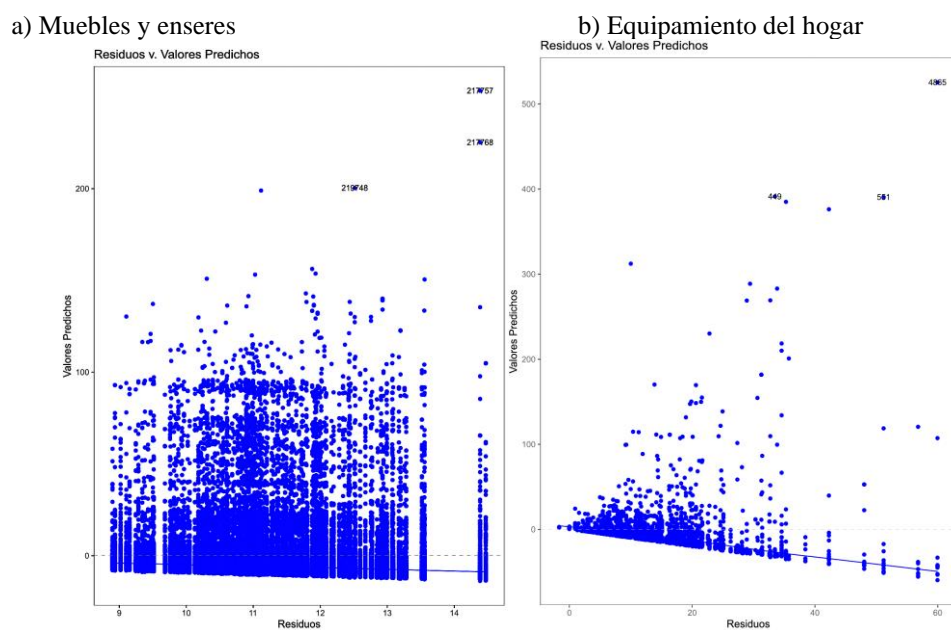 a) Muebles y enseres
b) Equipamiento del hogar
Residuos v. Valores Predichos
217757
217768
219748
200
100
0
Valores Predichos
9 10 11 12 13 14
Residuos
Residuos v. Valores Predichos
4865
449
551
500
400
300
200
100
0
Valores Predichos
0 20 40 60
Residuos